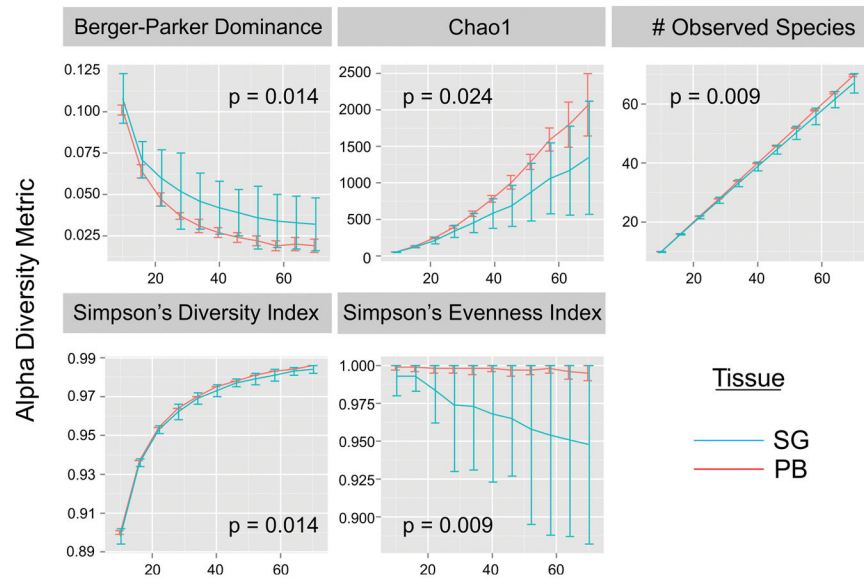 Berger-Parker Dominance
Chao1
# Observed Species
0.125
0.100
0.075
0.050
0.025
p = 0.014
20
40
60
2500
2000
1500
1000
500
0
p = 0.024
20
40
60
60
40
20
p = 0.009
20
40
60
Alpha Diversity Metric
Simpson's Diversity Index
Simpson's Evenness Index
0.99
0.97
0.95
0.93
0.91
0.89
p = 0.014
20
40
60
1.000
0.975
0.950
0.925
0.900
p = 0.009
20
40
60
Tissue
SG
PB